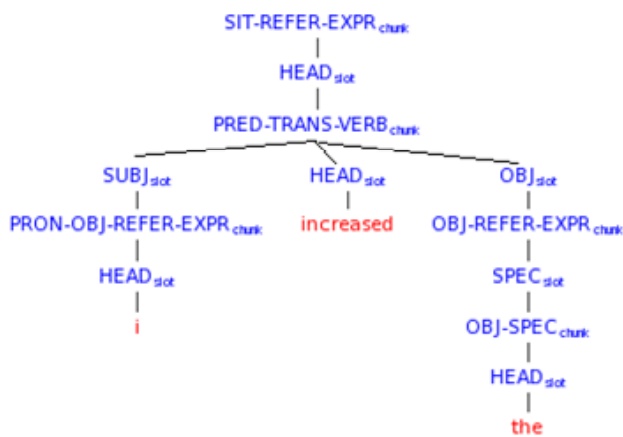 SIT-REFER-EXPRchunk
HEADslot
PRED-TRANS-VERBchunk
SUBJslot HEADslot OBJslot
PRON-OBJ-REFER-EXPRchunk increased OBJ-REFER-EXPRchunk
HEADslot SPECslot
i OBJ-SPECchunk
HEADslot
the